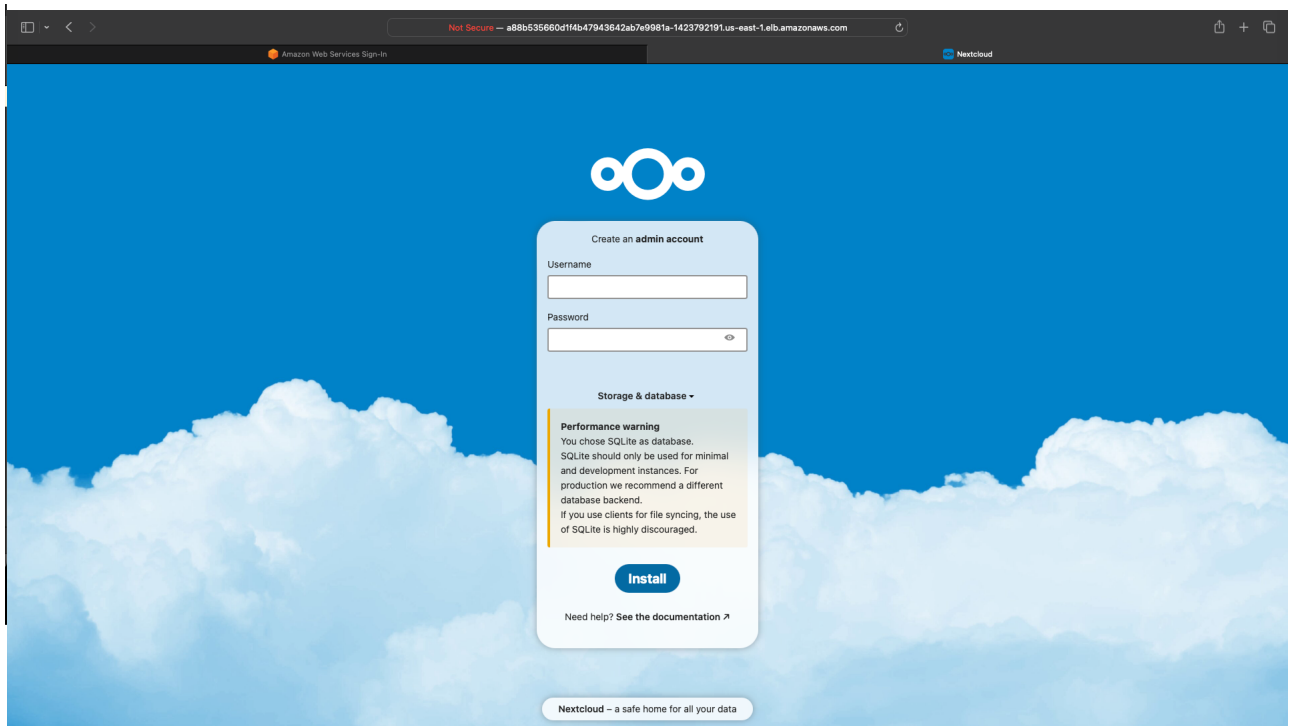 Not Secure — a88b535660d1f4b47943642ab7e9981a-1423792191.us-east-1.elb.amazonaws.com
Amazon Web Services Sign-In
Nextcloud
Create an admin account
Username
Password
Storage & database
Performance warning
You chose SQLite as database.
SQLite should only be used for minimal
and development instances. For
production we recommend a different
database backend.
If you use clients for file syncing, the use
of SQLite is highly discouraged.
Install
Need help? See the documentation ↗
Nextcloud – a safe home for all your data